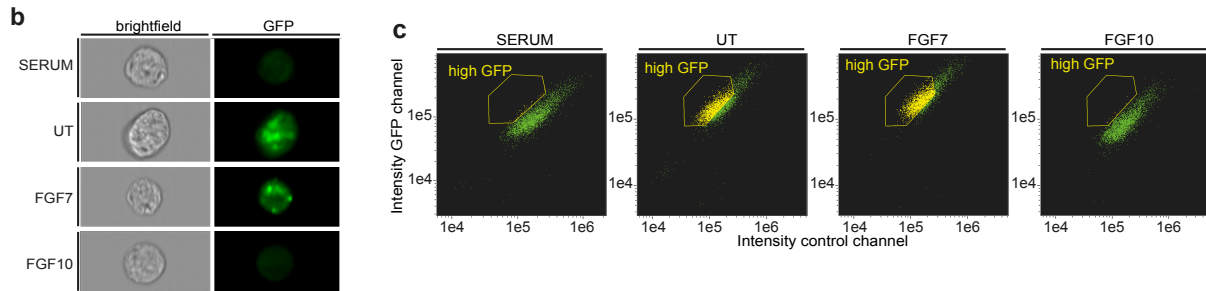 b
brightfield GFP
SERUM
UT
FGF7
FGF10
c
SERUM UT FGF7 FGF10
high GFP high GFP high GFP high GFP
Intensity GFP channel
1e5 1e5 1e5 1e5
1e4 1e4 1e4 1e4
1e4 1e5 1e6 1e4 1e5 1e6 1e4 1e5 1e6 1e4 1e5 1e6
Intensity control channel